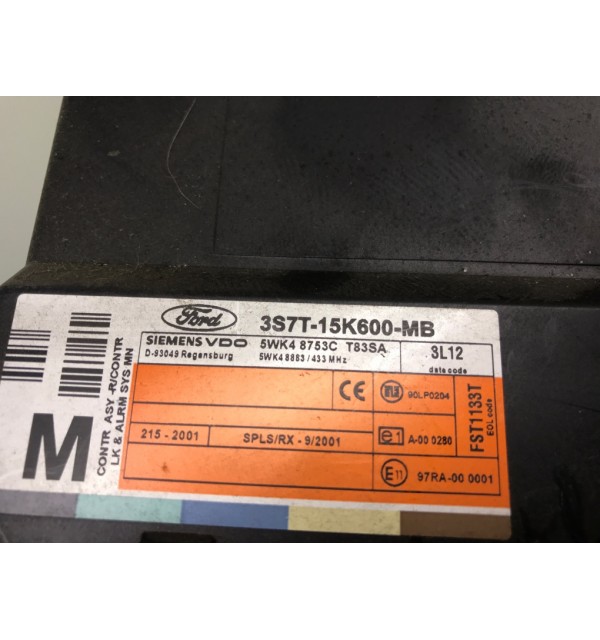 Ford
3S7T-15K600-MB
SIEMENS VDO
D-93049 Regensburg
5WK4 8753C T83SA
5WK4 8683/433 MHz
3L12
date code
CE
90LP0204
215 - 2001
SPLS/RX - 9/2001
e1
A-00 0280
E11
97RA-00 0001
FST1133T
EOL code
CONTR ASY -R/CONTR
LK & ALRM SYS MN
M